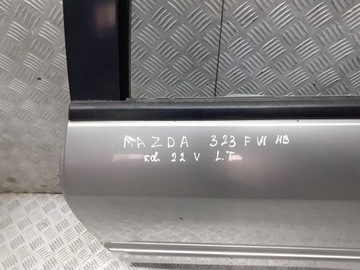 MAZDA 323 F VI HB
kol. 22 V L.T